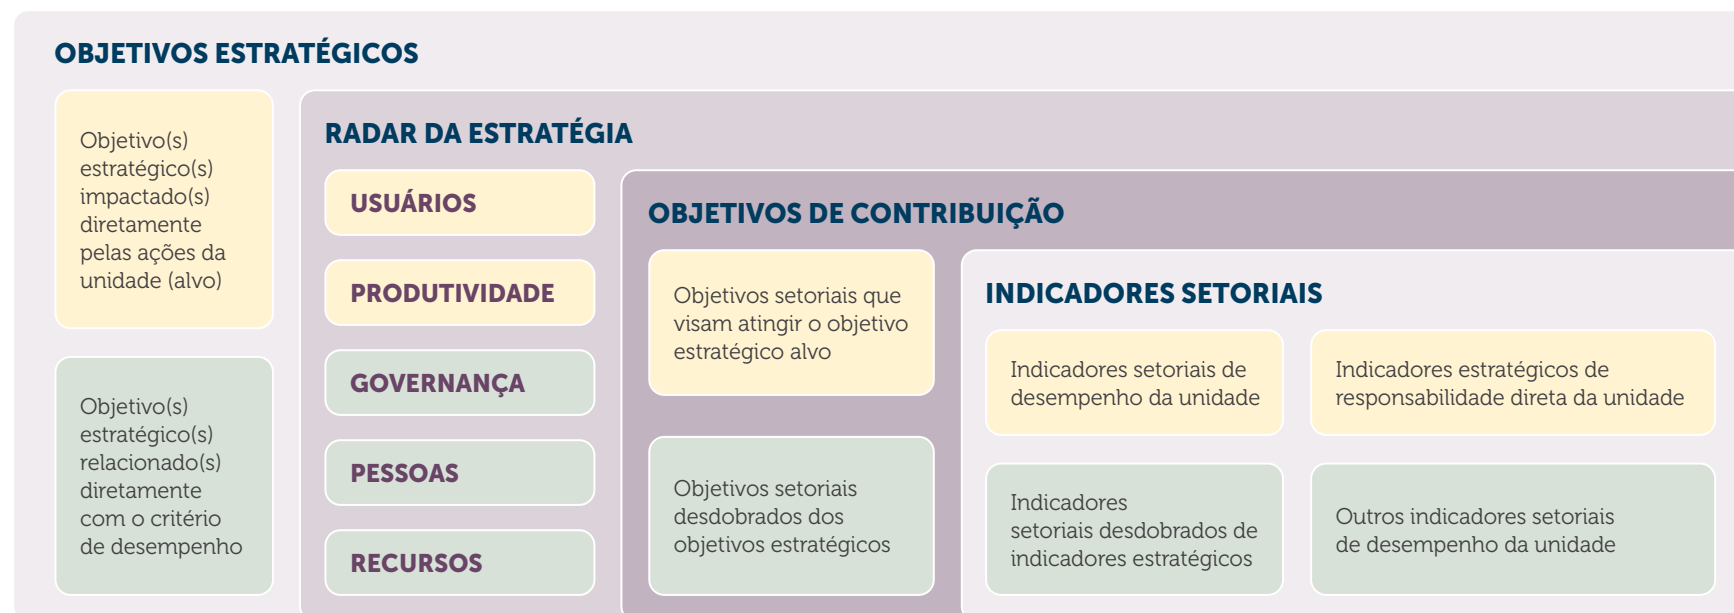 OBJETIVOS ESTRATÉGICOS
Objetivo(s)
estratégico(s)
impactado(s)
diretamente
pelas ações da
unidade (alvo)
Objetivo(s)
estratégico(s)
relacionado(s)
diretamente
com o critério
de desempenho
RADAR DA ESTRATÉGIA
USUÁRIOS
PRODUTIVIDADE
GOVERNANÇA
PESSOAS
RECURSOS
OBJETIVOS DE CONTRIBUIÇÃO
Objetivos setoriais que
visam atingir o objetivo
estratégico alvo
Objetivos setoriais
desdobrados dos
objetivos estratégicos
INDICADORES SETORIAIS
Indicadores setoriais de
desempenho da unidade
Indicadores estratégicos de
responsabilidade direta da unidade
Indicadores
setoriais desdobrados de
indicadores estratégicos
Outros indicadores setoriais
de desempenho da unidade